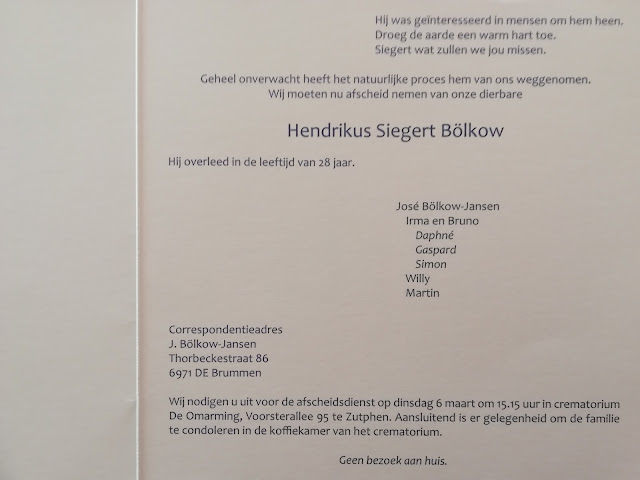 Hij was geïnteresseerd in mensen om hem heen.
Droeg de aarde een warm hart toe.
Siegert wat zullen we jou missen.
Geheel onverwacht heeft het natuurlijke proces hem van ons weggenomen.
Wij moeten nu afscheid nemen van onze dierbare
Hendrikus Siegert Bölkow
Hij overleed in de leeftijd van 28 jaar.
José Bölkow-Jansen
Irma en Bruno
Daphné
Gaspard
Simon
Willy
Martin
Correspondentieadres
J. Bölkow-Jansen
Thorbeckestraat 86
6971 DE Brummen
Wij nodigen u uit voor de afscheidsdienst op dinsdag 6 maart om 15.15 uur in crematorium
De Omarming, Voorsterallee 95 te Zutphen. Aansluitend is er gelegenheid om de familie
te condoleren in de koffiekamer van het crematorium.
Geen bezoek aan huis.